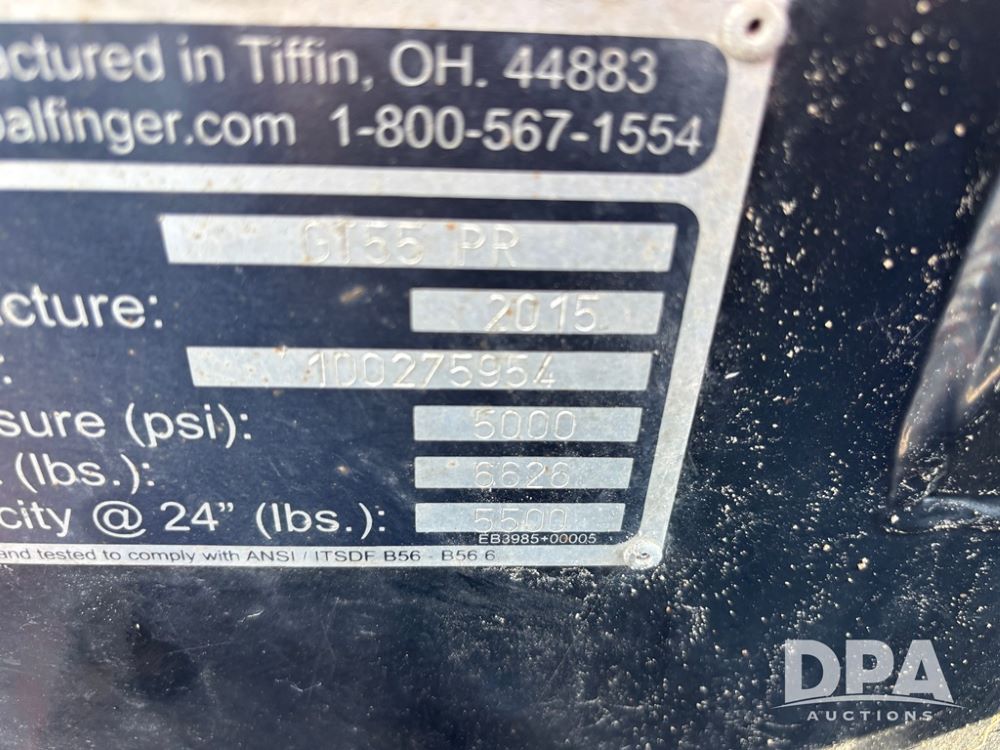 actured in Tiffin, OH. 44883
palfinger.com 1-800-567-1554
GT55 PR
acture: 2015
: 100275954
sure (psi): 5000
(lbs.): 6626
city @ 24" (lbs.): 5500
EB3985+00005
and tested to comply with ANSI / ITSDF B56 - B56.6
DPA
AUCTIONS